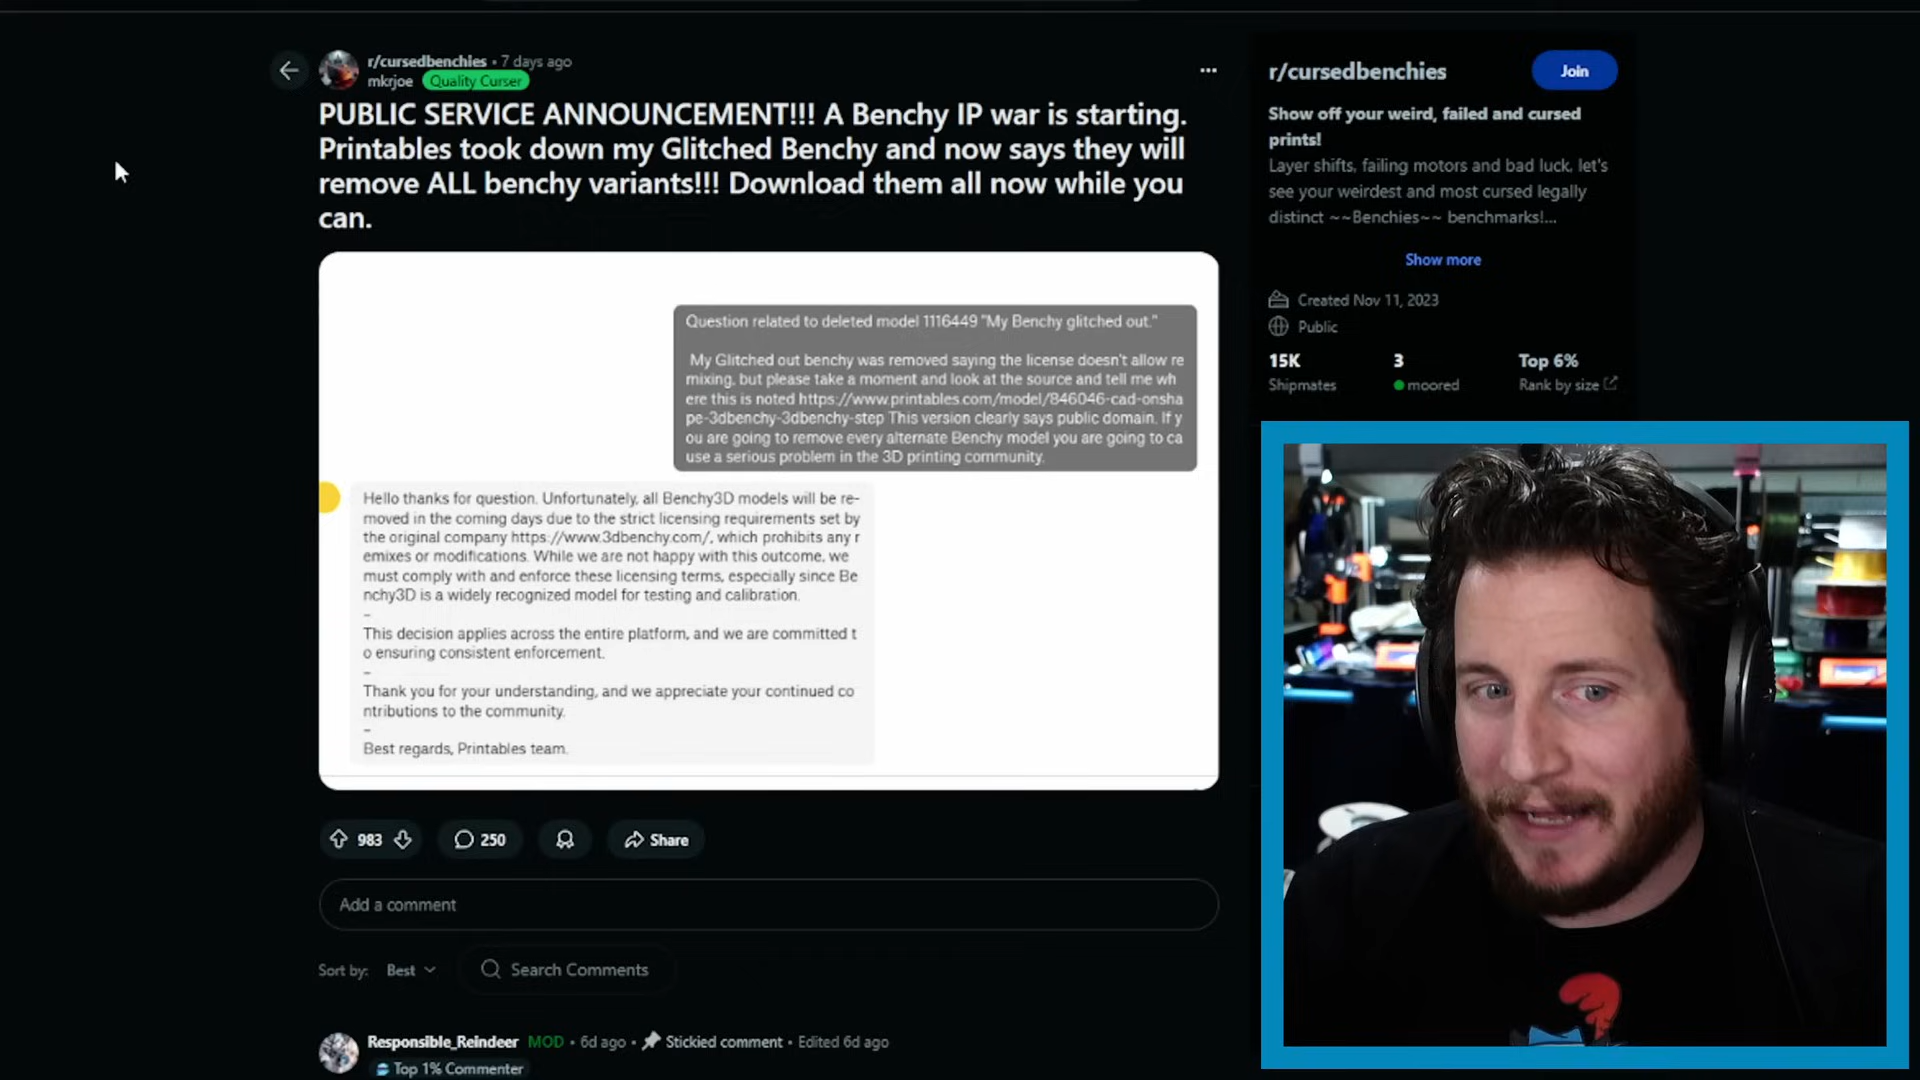 r/cursedbenchies • 7 days ago
mkrjoe Quality Curser
PUBLIC SERVICE ANNOUNCEMENT!!! A Benchy IP war is starting.
Printables took down my Glitched Benchy and now says they will
remove ALL benchy variants!!! Download them all now while you
can.
Question related to deleted model 1116449 "My Benchy glitched out."
My Glitched out benchy was removed saying the license doesn't allow re
mixing, but please take a moment and look at the source and tell me wh
ere this is noted https://www.printables.com/model/846046-cad-onsha
pe-3dbenchy-3dbenchy-step This version clearly says public domain. If y
ou are going to remove every alternate Benchy model you are going to ca
use a serious problem in the 3D printing community.
Hello thanks for question. Unfortunately, all Benchy3D models will be re-
moved in the coming days due to the strict licensing requirements set by
the original company https://www.3dbenchy.com/, which prohibits any r
emixes or modifications. While we are not happy with this outcome, we
must comply with and enforce these licensing terms, especially since Be
nchy3D is a widely recognized model for testing and calibration.
–
This decision applies across the entire platform, and we are committed t
o ensuring consistent enforcement.
–
Thank you for your understanding, and we appreciate your continued co
ntributions to the community.
–
Best regards, Printables team.
983
250
Share
Add a comment
Sort by: Best
Search Comments
Responsible_Reindeer MOD • 6d ago • Stickied comment • Edited 6d ago
Top 1% Commenter
r/cursedbenchies
Join
Show off your weird, failed and cursed
prints!
Layer shifts, failing motors and bad luck, let's
see your weirdest and most cursed legally
distinct ~~Benchies~~ benchmarks!...
Show more
Created Nov 11, 2023
Public
15K 3 Top 6%
Shipmates moored Rank by size